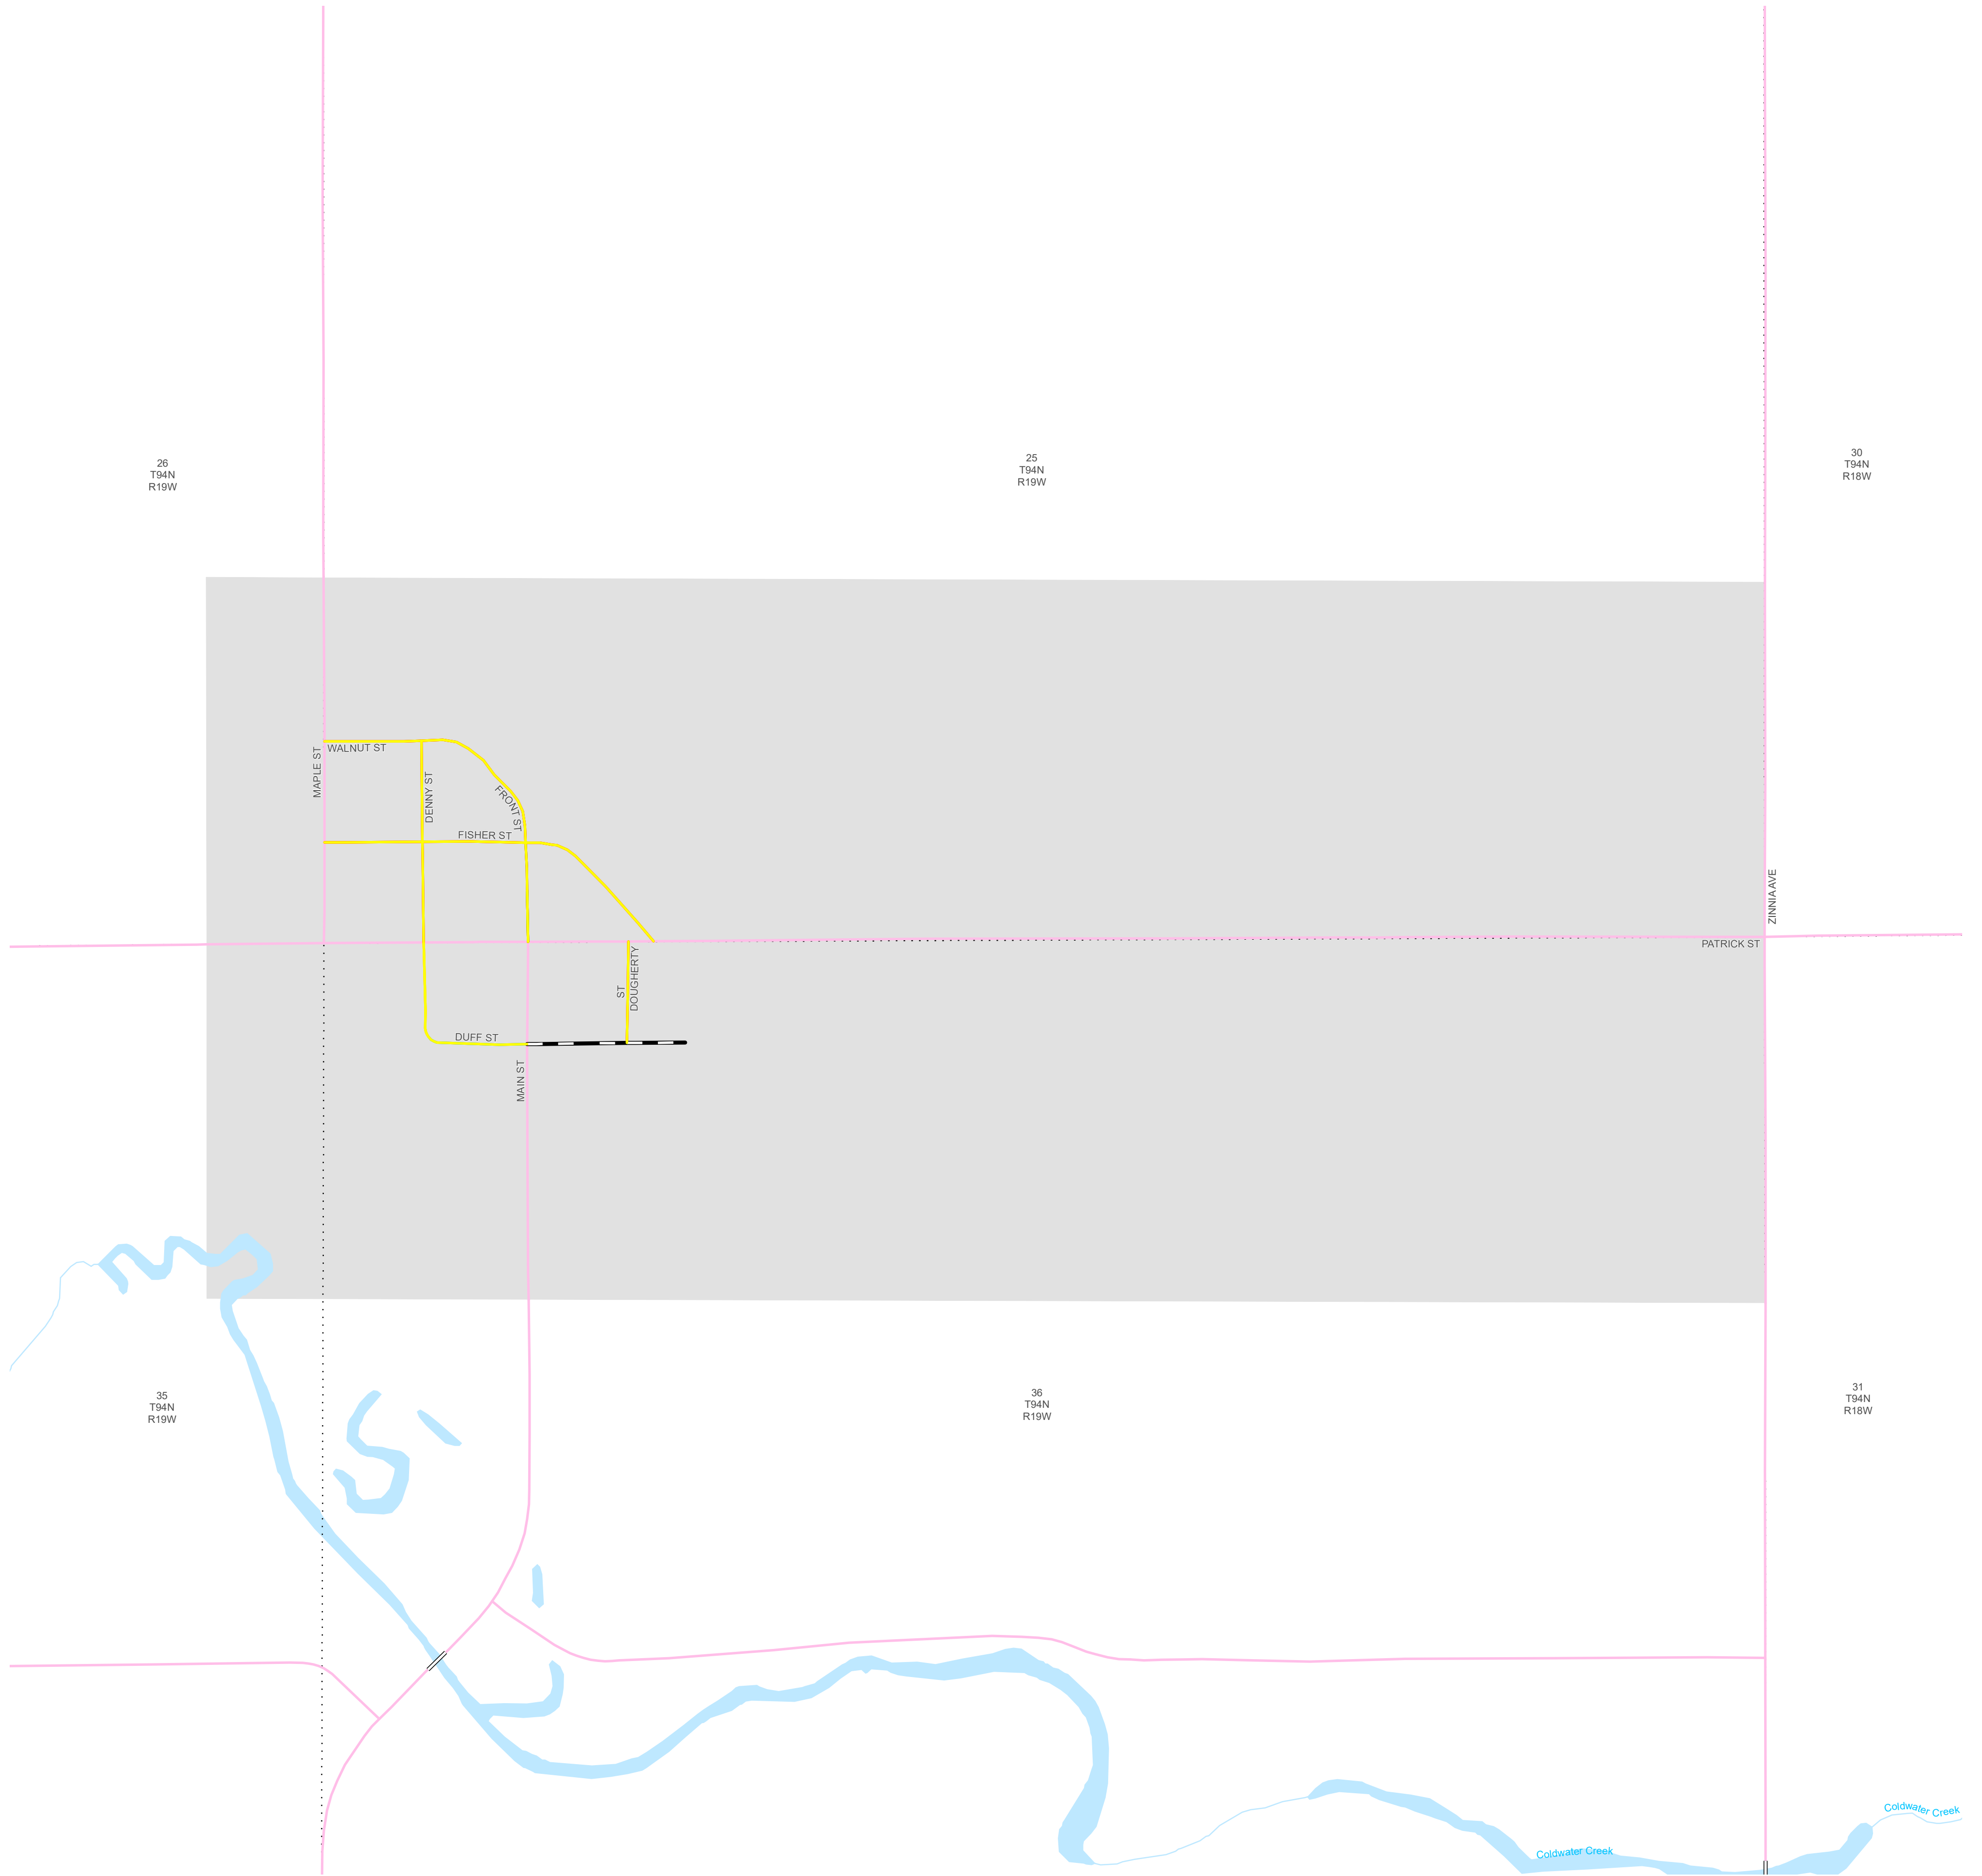 26
T94N
R19W
25
T94N
R19W
30
T94N
R18W
WALNUT ST
MAPLE ST
DENNY ST
FRONT ST
FISHER ST
ZINNIA AVE
PATRICK ST
DOUGHERTY
ST
DUFF ST
MAIN ST
35
T94N
R19W
36
T94N
R19W
31
T94N
R18W
Coldwater Creek
Coldwater Creek